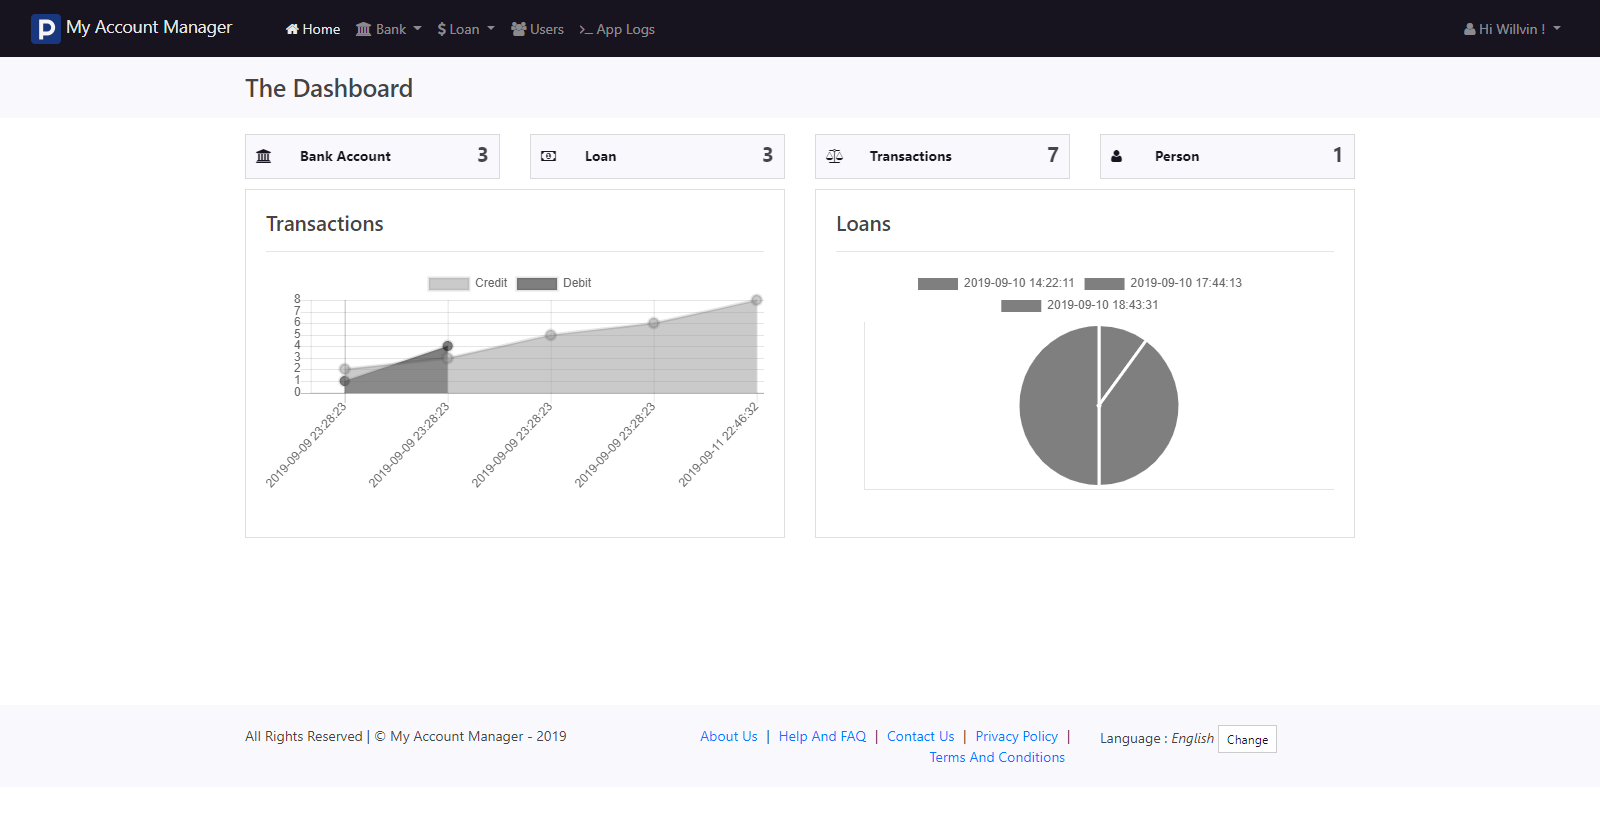 P My Account Manager Home Bank $ Loan Users >_ App Logs Hi Willvin !
The Dashboard
Bank Account 3 Loan 3 Transactions 7 Person 1
Transactions
Credit Debit
8
7
6
5
4
3
2
1
0
2019-09-09 23:28:23 2019-09-09 23:28:23 2019-09-09 23:28:23 2019-09-09 23:28:23 2019-09-11 22:46:32
Loans
2019-09-10 14:22:11 2019-09-10 17:44:13
2019-09-10 18:43:31
All Rights Reserved | © My Account Manager - 2019
About Us | Help And FAQ | Contact Us | Privacy Policy |
Terms And Conditions
Language : English Change